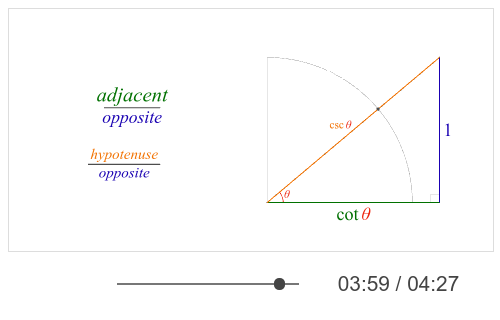 adjacent
opposite
hypotenuse
opposite
csc θ
1
θ
cot θ
03:59 / 04:27